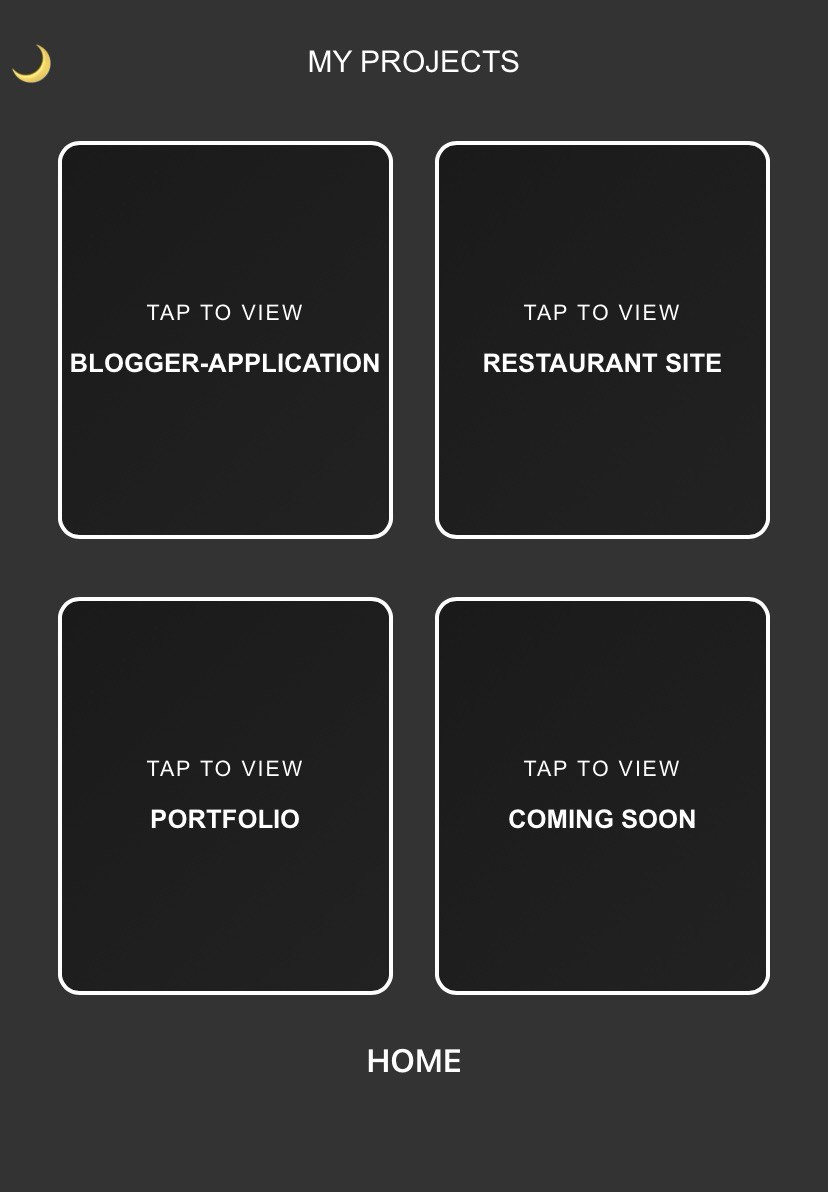 MY PROJECTS
TAP TO VIEW
BLOGGER-APPLICATION
TAP TO VIEW
RESTAURANT SITE
TAP TO VIEW
PORTFOLIO
TAP TO VIEW
COMING SOON
HOME